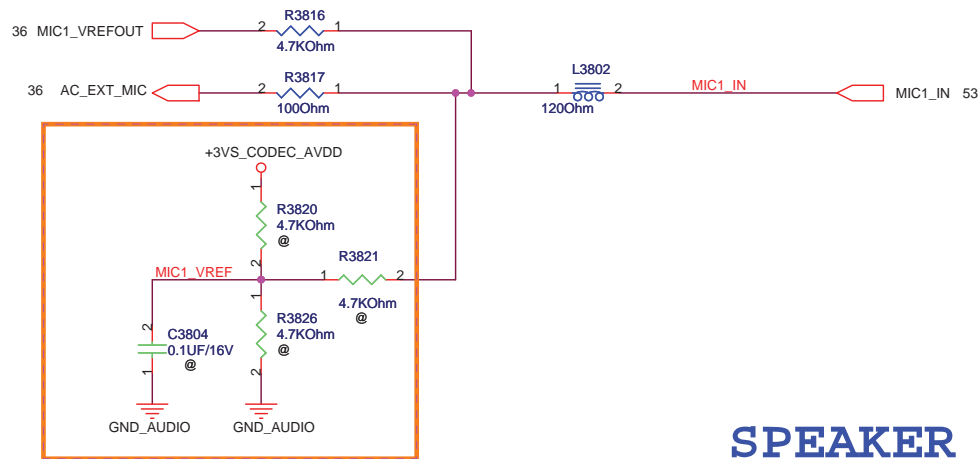 R3816
36 MIC1_VREFOUT 2 1
4.7KOhm
R3817
36 AC_EXT_MIC 2 1
100Ohm
L3802
1 2 MIC1_IN MIC1_IN 53
120Ohm
+3VS_CODEC_AVDD
1
R3820
4.7KOhm
@
2
MIC1_VREF
R3821
1 2
4.7KOhm
@
1
R3826
4.7KOhm
@
2
2
C3804
0.1UF/16V
@
1
GND_AUDIO GND_AUDIO
SPEAKER